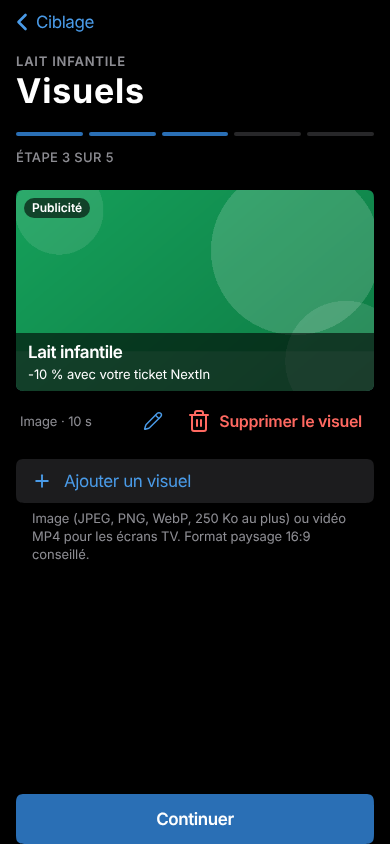 Ciblage
LAIT INFANTILE
Visuels
ÉTAPE 3 SUR 5
Publicité
Lait infantile
-10 % avec votre ticket NextIn
Image · 10 s
Supprimer le visuel
Ajouter un visuel
Image (JPEG, PNG, WebP, 250 Ko au plus) ou vidéo
MP4 pour les écrans TV. Format paysage 16:9
conseillé.
Continuer